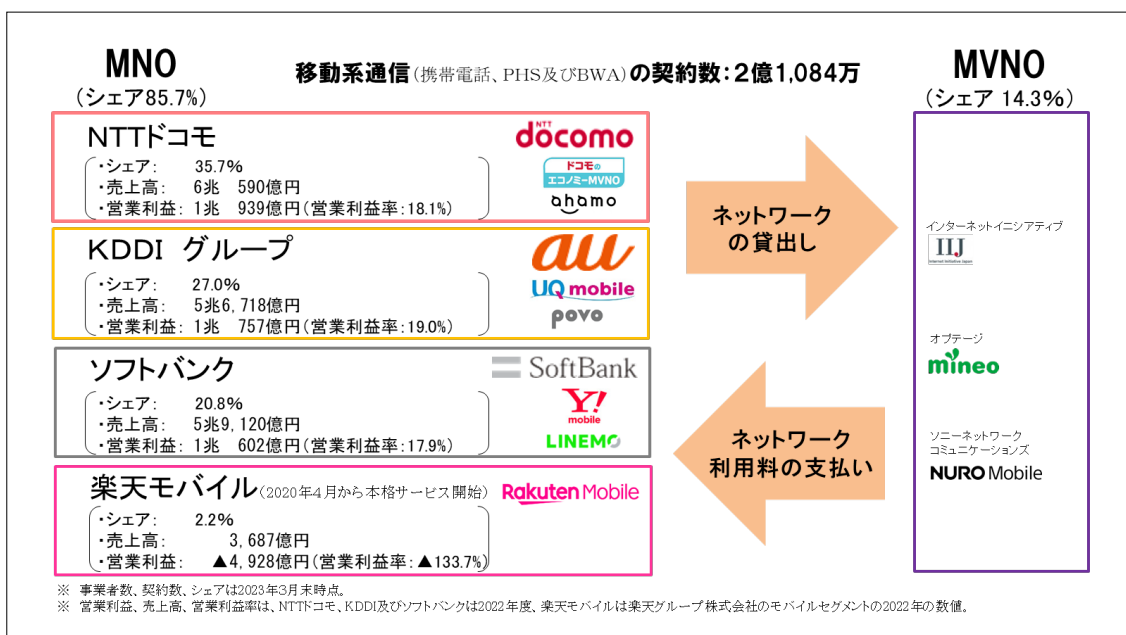 MNO
(シェア85.7%)
移動系通信(携帯電話、PHS及びBWA)の契約数:2億1,084万
MVNO
(シェア 14.3%)
NTTドコモ
・シェア: 35.7%
・売上高: 6兆 590億円
・営業利益: 1兆 939億円(営業利益率:18.1%)
NTT
docomo
ドコモの
エコノミーMVNO
ahamo
KDDI グループ
・シェア: 27.0%
・売上高: 5兆6,718億円
・営業利益: 1兆 757億円(営業利益率:19.0%)
au
UQ mobile
povo
ソフトバンク
・シェア: 20.8%
・売上高: 5兆9,120億円
・営業利益: 1兆 602億円(営業利益率:17.9%)
SoftBank
Y!
mobile
LINEMO
楽天モバイル(2020年4月から本格サービス開始)
・シェア: 2.2%
・売上高: 3,687億円
・営業利益: ▲4,928億円(営業利益率:▲133.7%)
Rakuten Mobile
ネットワーク
の貸出し
ネットワーク
利用料の支払い
インターネットイニシアティブ
IIJ
Internet Initiative Japan
オプテージ
mineo
ソニーネットワーク
コミュニケーションズ
NURO Mobile
※ 事業者数、契約数、シェアは2023年3月末時点。
※ 営業利益、売上高、営業利益率は、NTTドコモ、KDDI及びソフトバンクは2022年度、楽天モバイルは楽天グループ株式会社のモバイルセグメントの2022年の数値。